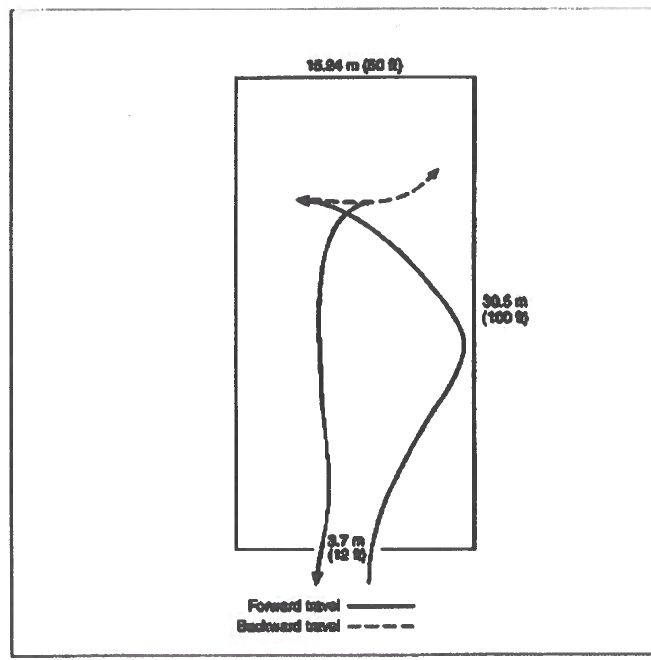 15.24 m (50 ft)
30.5 m
(100 ft)
3.7 m
(12 ft)
Forward travel
Backward travel